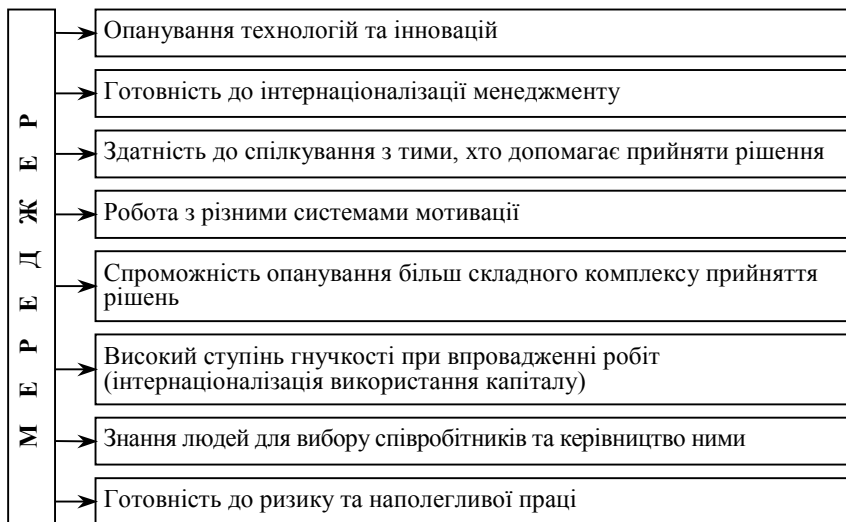 М Е Р Е Д Ж Е Р
Опанування технологій та інновацій
Готовність до інтернаціоналізації менеджменту
Здатність до спілкування з тими, хто допомагає прийняти рішення
Робота з різними системами мотивації
Спроможність опанування більш складного комплексу прийняття
рішень
Високий ступінь гнучкості при впровадженні робіт
(інтернаціоналізація використання капіталу)
Знання людей для вибору співробітників та керівництво ними
Готовність до ризику та наполегливої праці